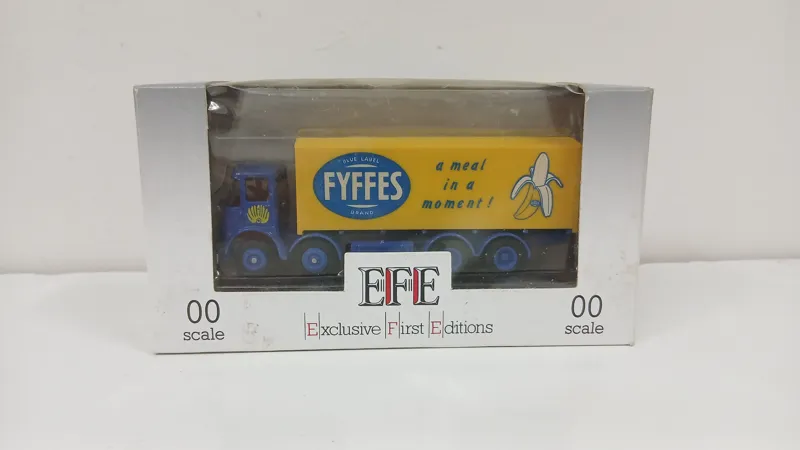 BLUE LABEL
FYFFES
BRAND
a meal
in a
moment!
EFE
Exclusive First Editions
00
scale
00
scale